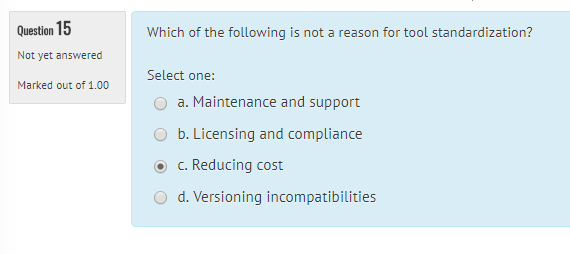 Question 15
Not yet answered
Marked out of 1.00
Which of the following is not a reason for tool standardization?
Select one:
a. Maintenance and support
b. Licensing and compliance
c. Reducing cost
d. Versioning incompatibilities